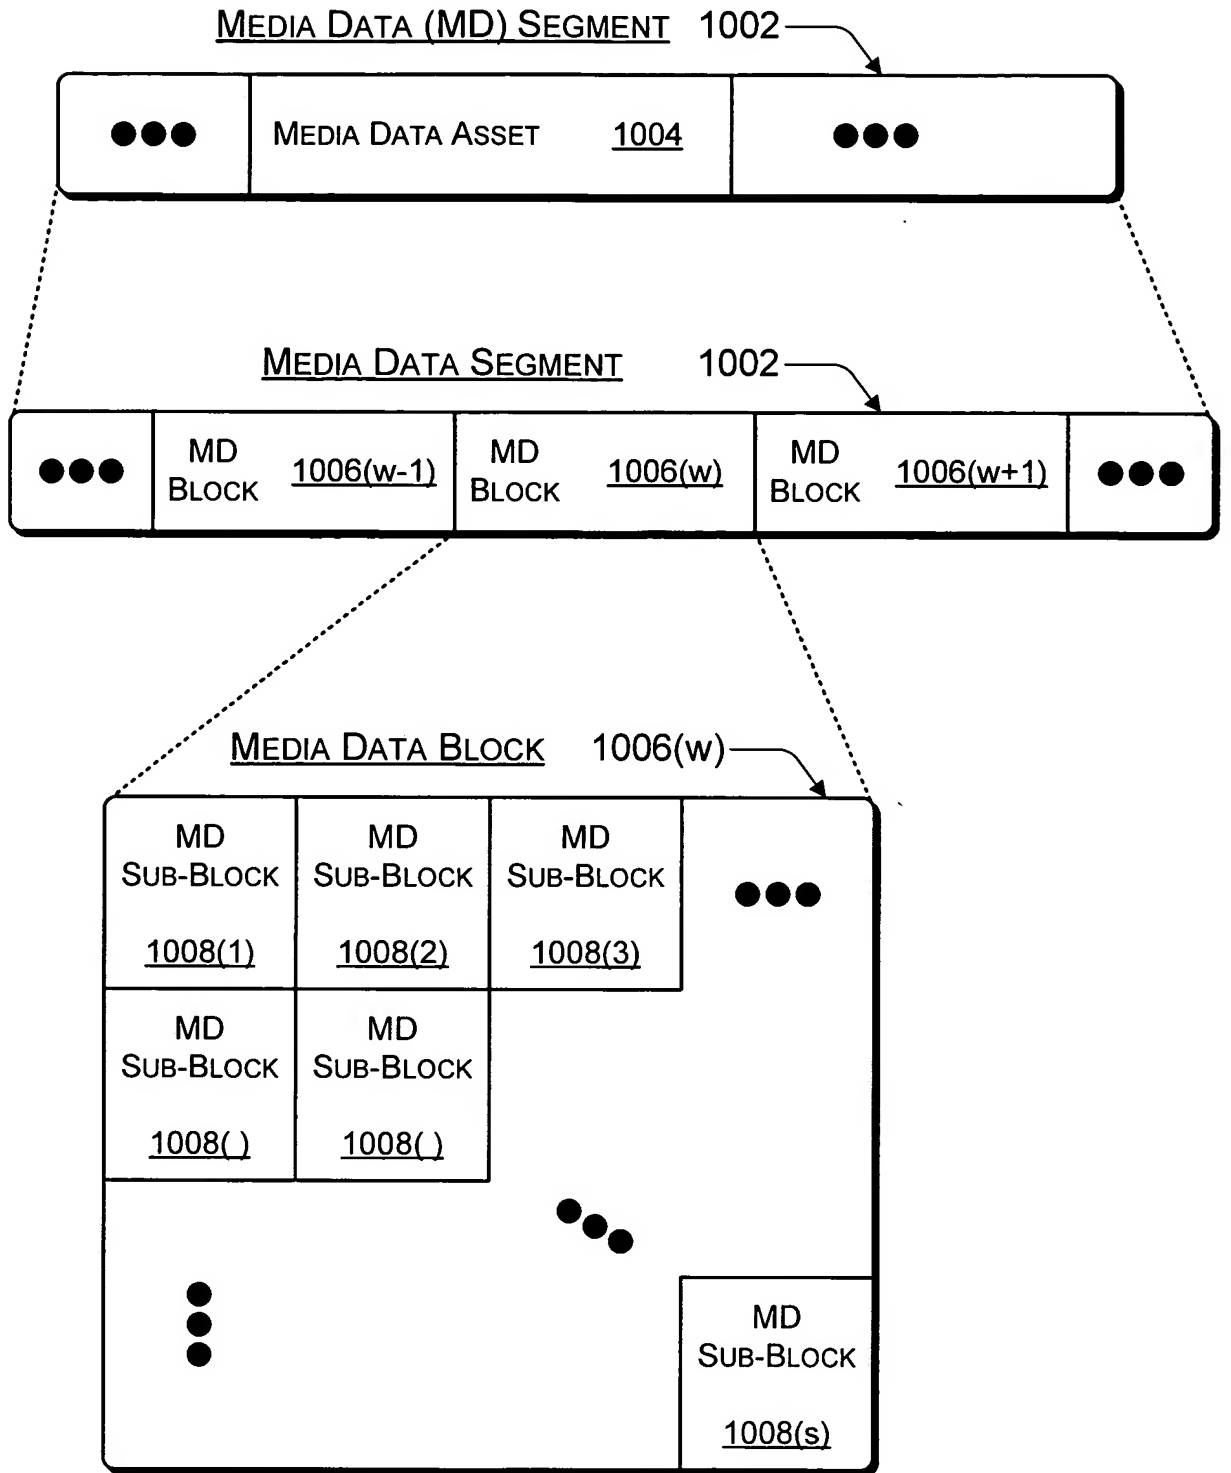 MEDIA DATA (MD) SEGMENT 1002
MEDIA DATA ASSET 1004
MEDIA DATA SEGMENT 1002
MD BLOCK 1006(w-1)
MD BLOCK 1006(w)
MD BLOCK 1006(w+1)
MEDIA DATA BLOCK 1006(w)
MD
SUB-BLOCK
1008(1)
MD
SUB-BLOCK
1008(2)
MD
SUB-BLOCK
1008(3)
MD
SUB-BLOCK
1008( )
MD
SUB-BLOCK
1008( )
MD
SUB-BLOCK
1008(s)